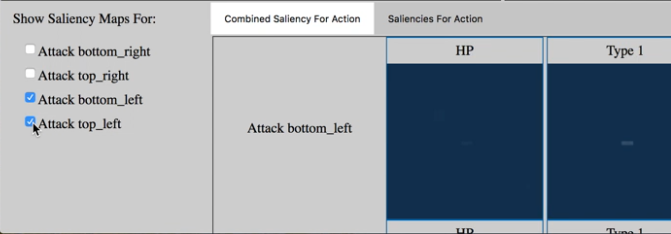 Show Saliency Maps For:
Combined Saliency For Action
Saliencies For Action
Attack bottom_right
Attack top_right
Attack bottom_left
Attack top_left
HP
Type 1
Attack bottom_left
HP
Type 1